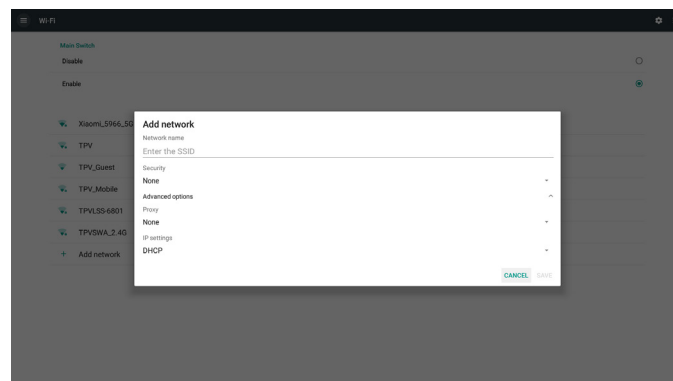 Wi-Fi
Main Switch
Disable
Enable
Xiaomi_5966_5G
TPV
TPV_Guest
TPV_Mobile
TPVLSS-6801
TPVSWA_2.4G
+ Add network
Add network
Network name
Enter the SSID
Security
None
Advanced options
Proxy
None
IP settings
DHCP
CANCEL SAVE